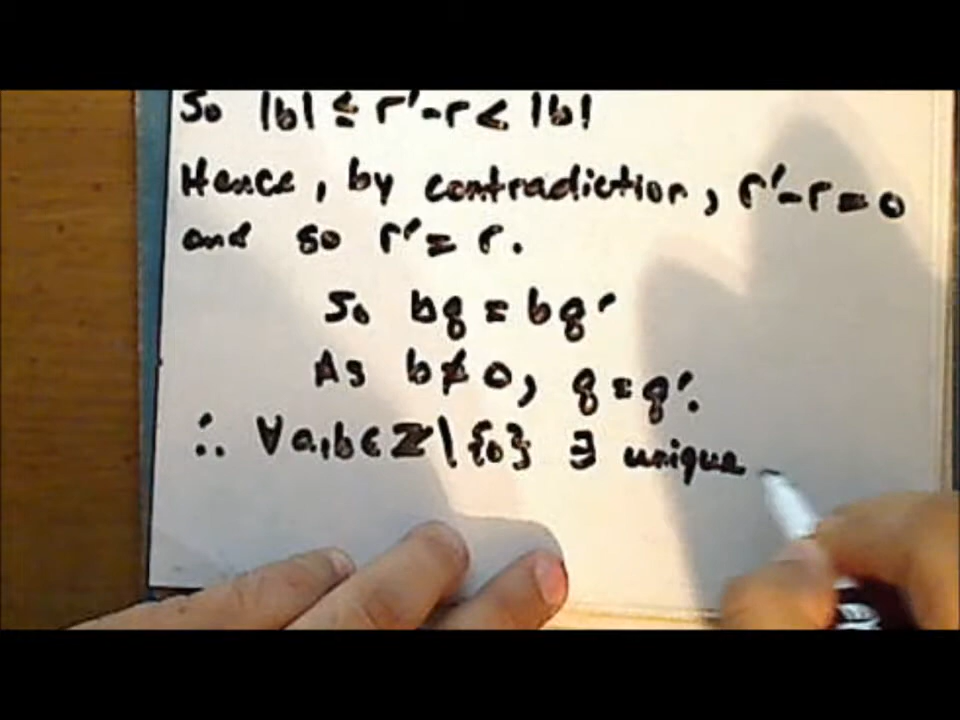 So |b| ≤ r'-r < |b|
Hence, by contradiction, r'-r=0
and so r' = r.
So bq = bq'
As b≠0, q = q'.
∴ ∀a,b∈ℤ\{0} ∃ unique